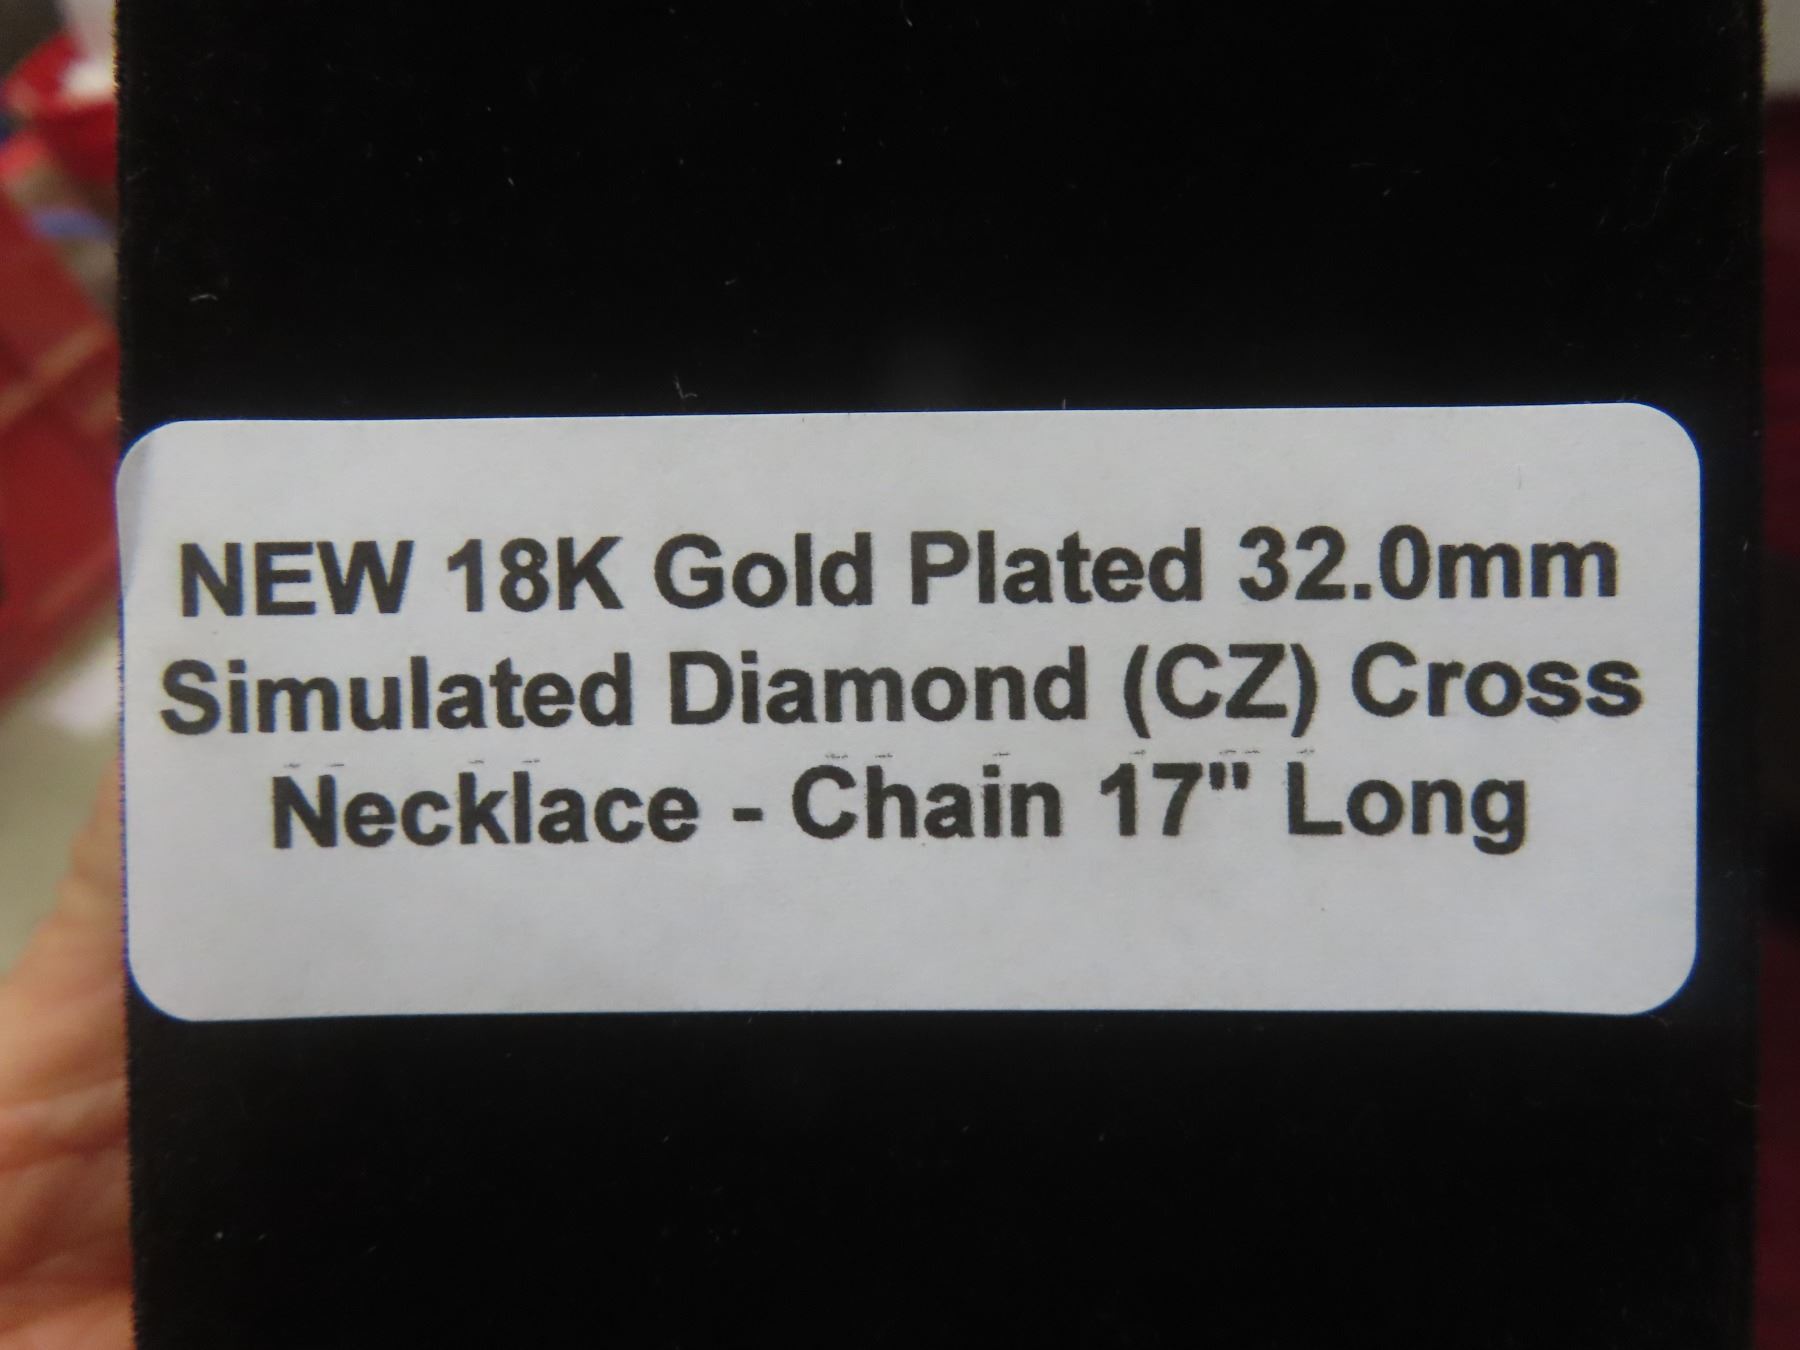 NEW 18K Gold Plated 32.0mm
Simulated Diamond (CZ) Cross
Necklace - Chain 17" Long